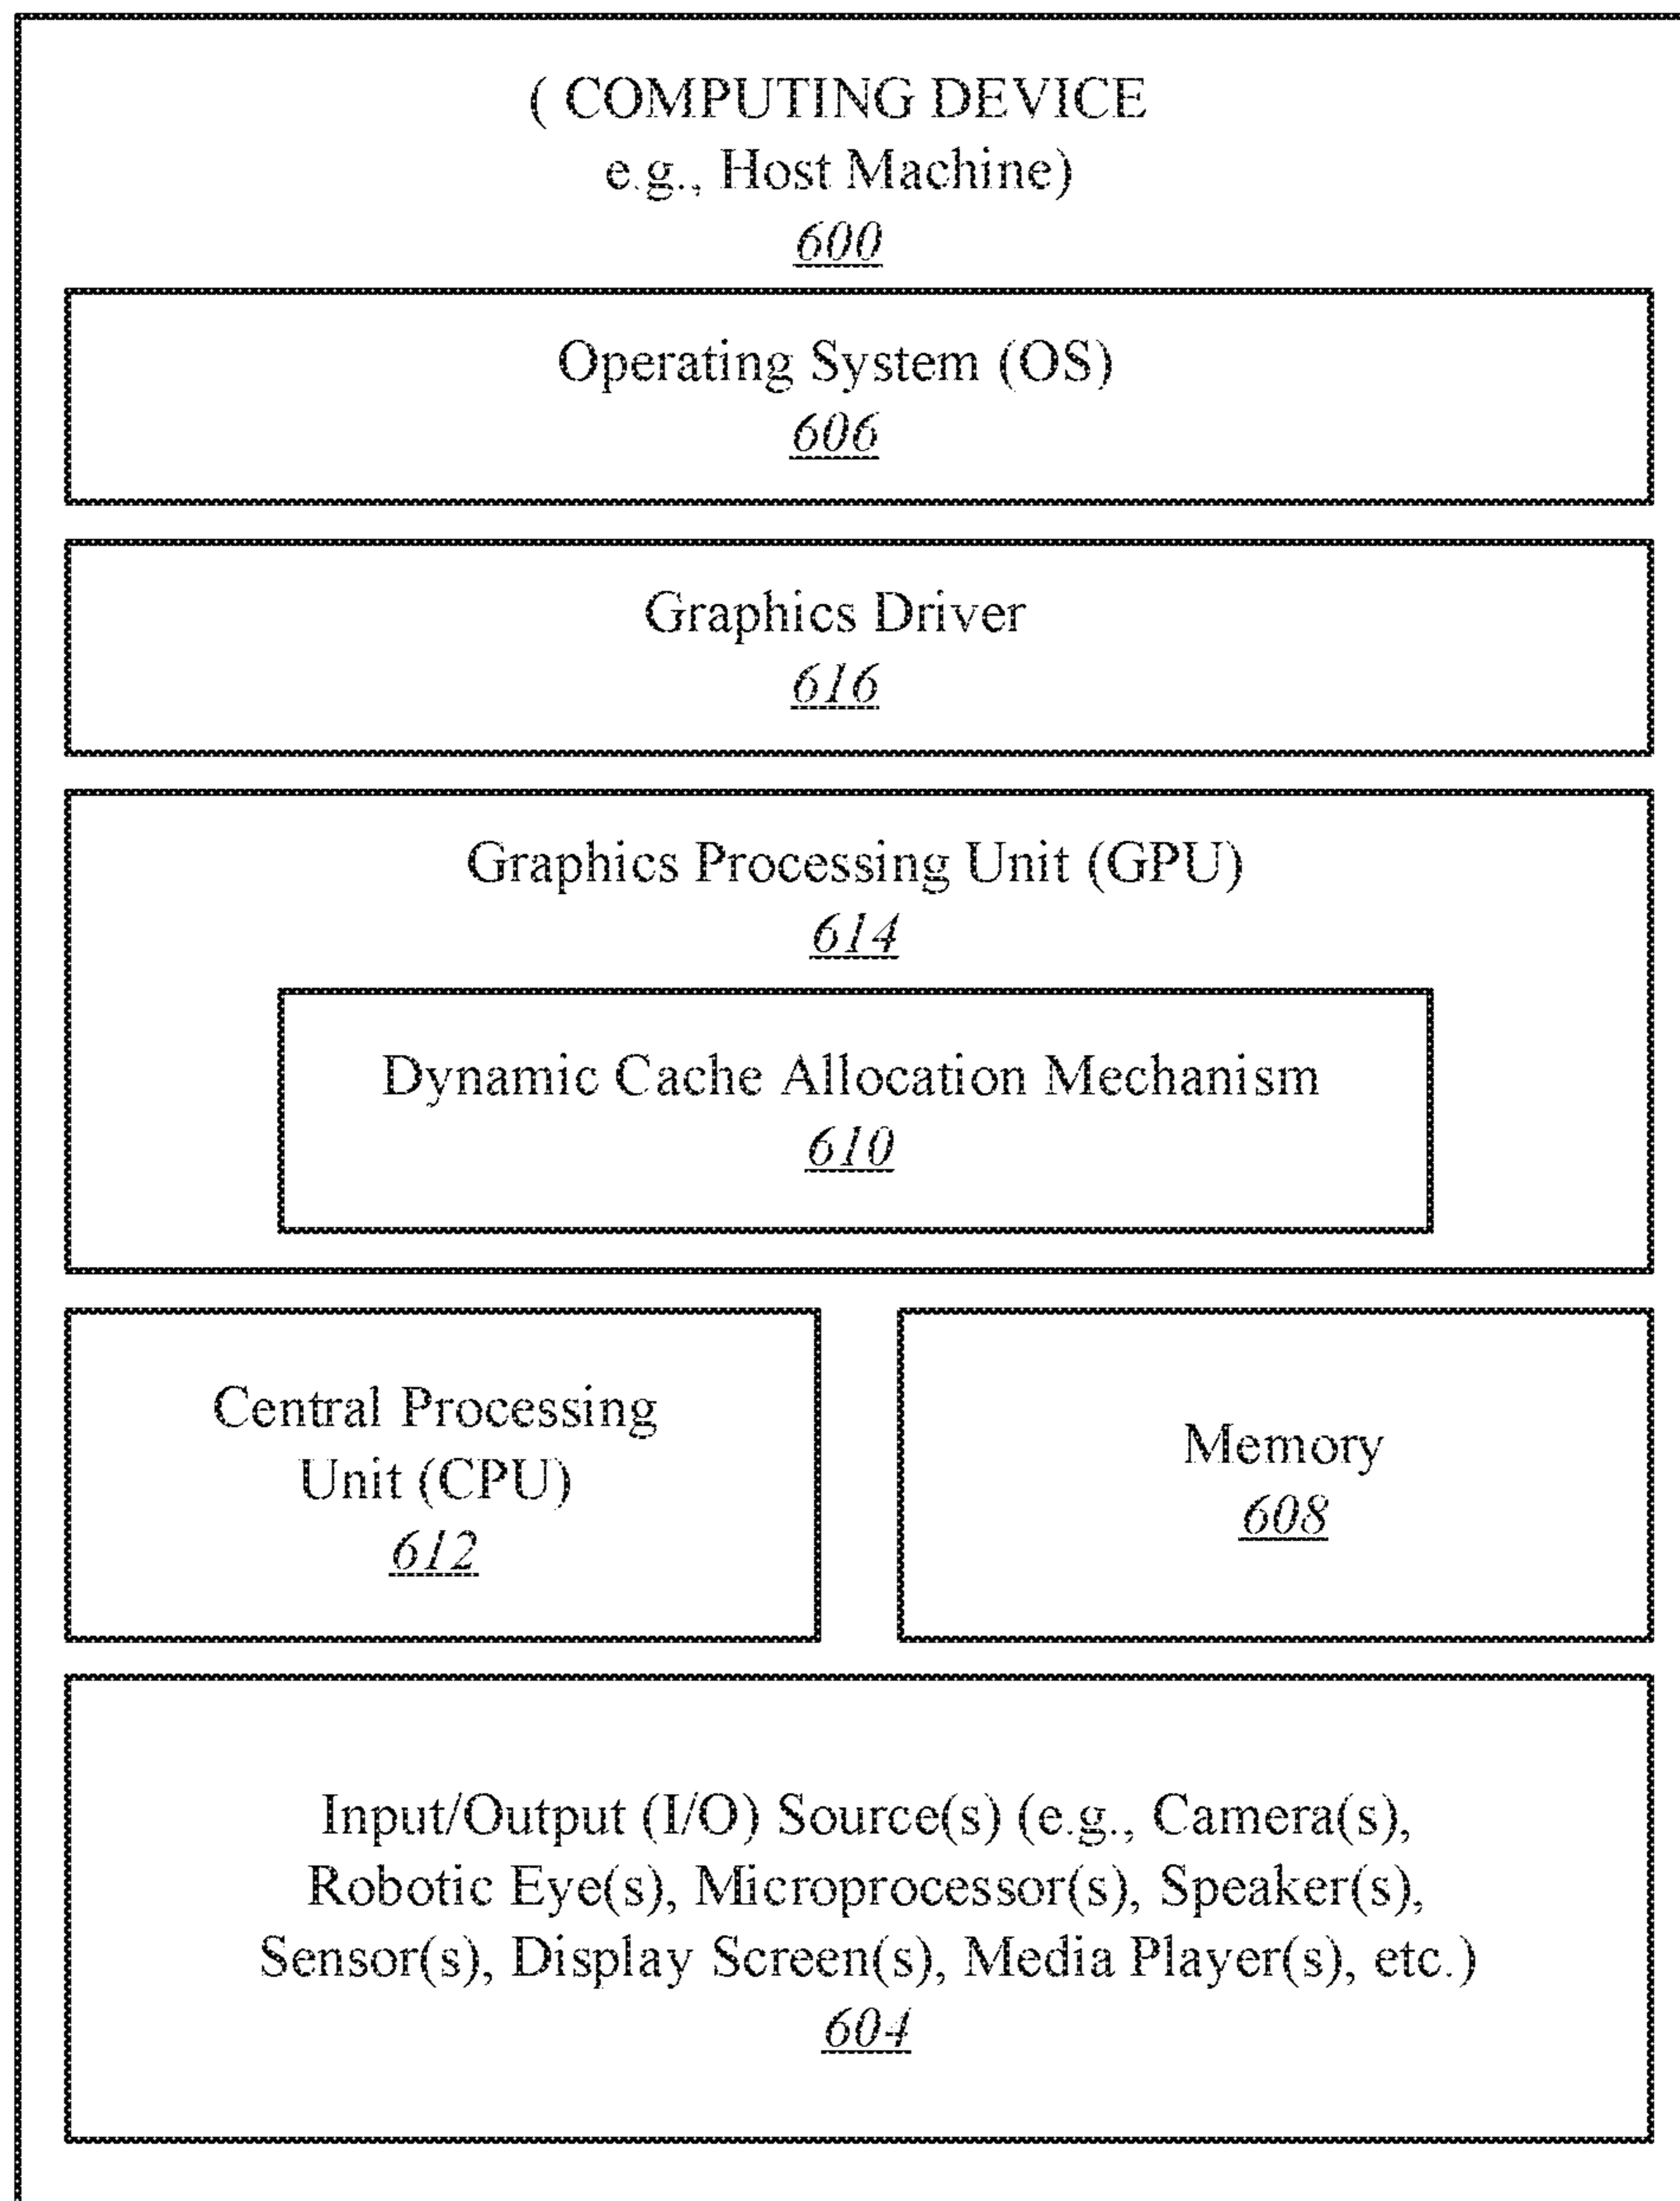 ( COMPUTING DEVICE
e.g., Host Machine)
600
Operating System (OS)
606
Graphics Driver
616
Graphics Processing Unit (GPU)
614
Dynamic Cache Allocation Mechanism
610
Central Processing
Unit (CPU)
612
Memory
608
Input/Output (I/O) Source(s) (e.g., Camera(s),
Robotic Eye(s), Microprocessor(s), Speaker(s),
Sensor(s), Display Screen(s), Media Player(s), etc.)
604